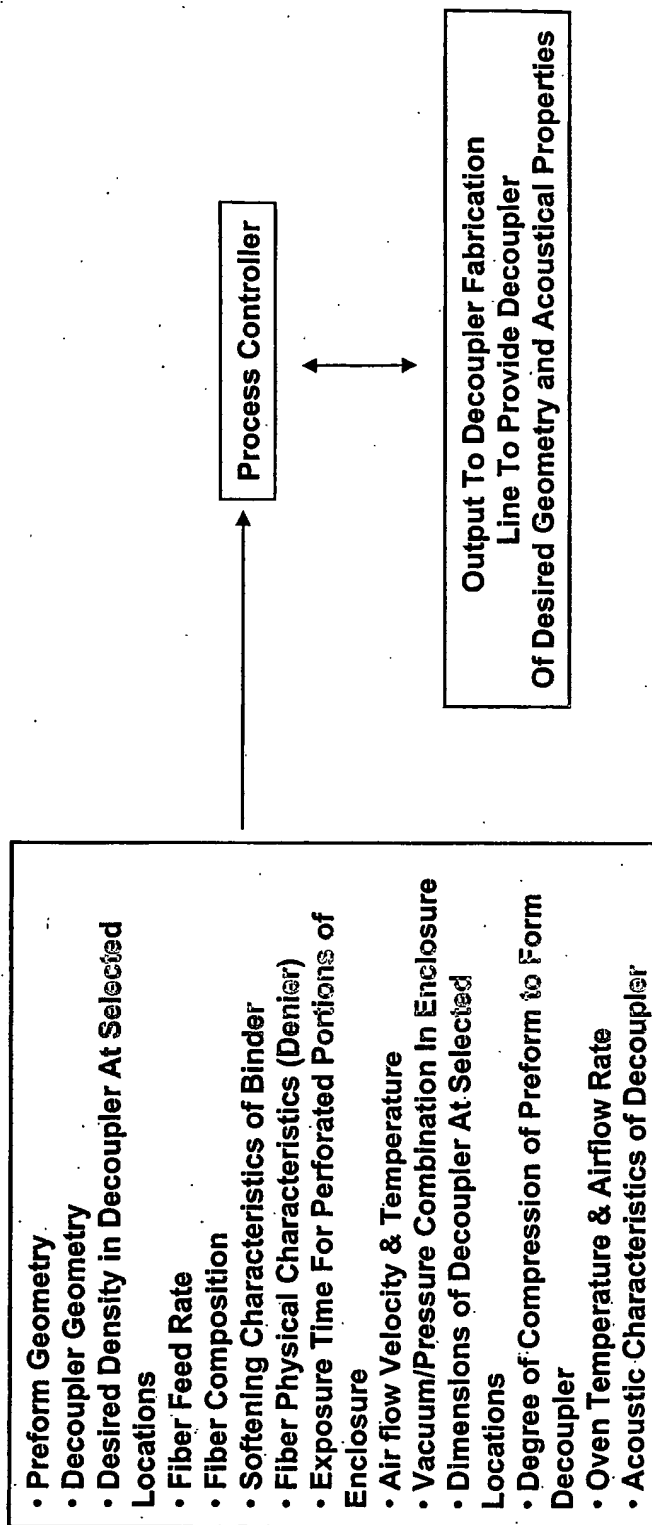 • Preform Geometry
• Decoupler Geometry
• Desired Density in Decoupler At Selected
Locations
• Fiber Feed Rate
• Fiber Composition
• Softening Characteristics of Binder
• Fiber Physical Characteristics (Denier)
• Exposure Time For Perforated Portions of
Enclosure
• Air flow Velocity & Temperature
• Vacuum/Pressure Combination In Enclosure
• Dimensions of Decoupler At Selected
Locations
• Degree of Compression of Preform to Form
Decoupler
• Oven Temperature & Airflow Rate
• Acoustic Characteristics of Decoupler
Process Controller
Output To Decoupler Fabrication
Line To Provide Decoupler
Of Desired Geometry and Acoustical Properties